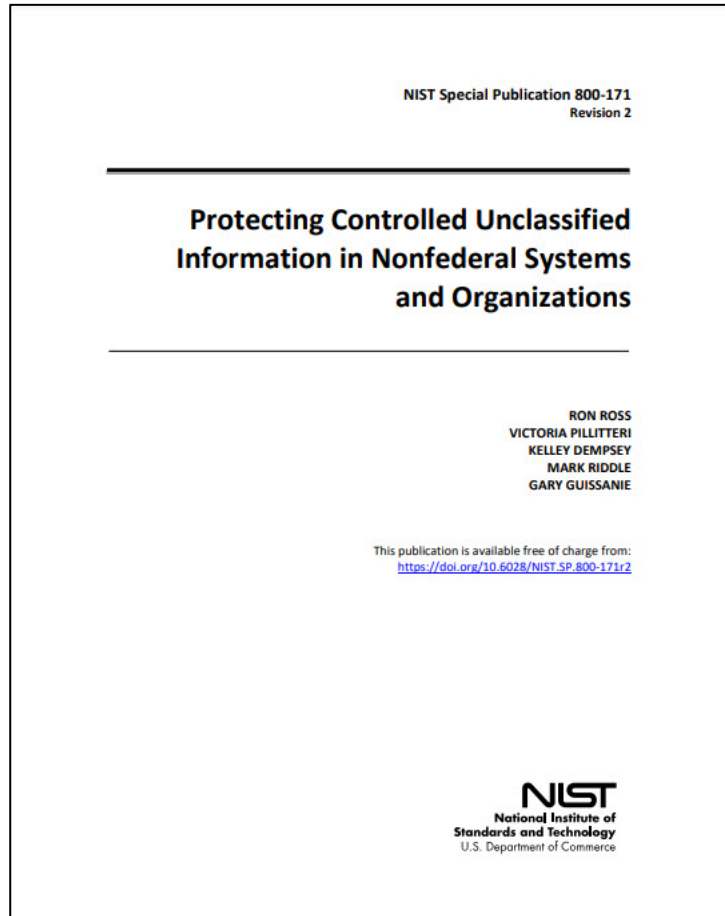 NIST Special Publication 800-171
Revision 2
Protecting Controlled Unclassified
Information in Nonfederal Systems
and Organizations
RON ROSS
VICTORIA PILLITTERI
KELLEY DEMPSEY
MARK RIDDLE
GARY GUISSANIE
This publication is available free of charge from:
https://doi.org/10.6028/NIST.SP.800-171r2
NIST
National Institute of
Standards and Technology
U.S. Department of Commerce